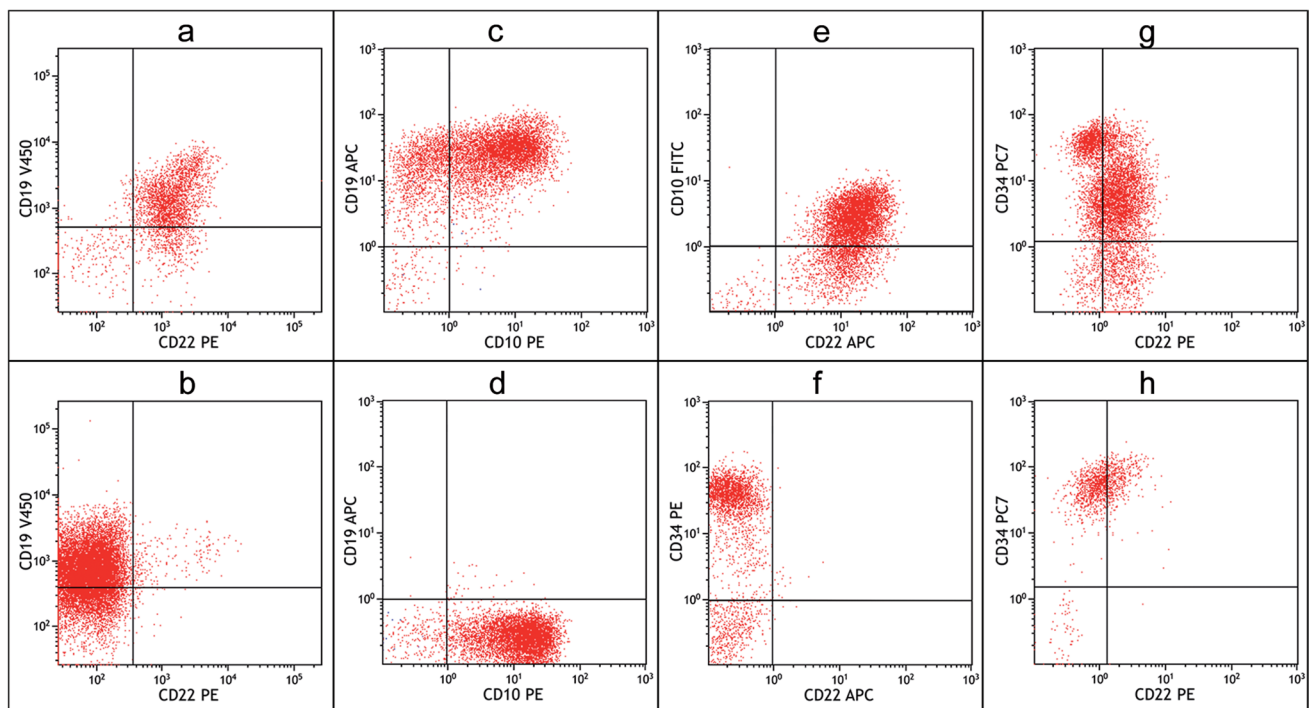 a
10⁵
10⁴
10³
10²
CD19 V450
10² 10³ 10⁴ 10⁵
CD22 PE
c
10³
10²
10¹
10⁰
CD19 APC
10⁰ 10¹ 10² 10³
CD10 PE
e
10³
10²
10¹
10⁰
CD10 FITC
10⁰ 10¹ 10² 10³
CD22 APC
g
10³
10²
10¹
10⁰
CD34 PC7
10⁰ 10¹ 10² 10³
CD22 PE
b
10⁵
10⁴
10³
10²
CD19 V450
10² 10³ 10⁴ 10⁵
CD22 PE
d
10³
10²
10¹
10⁰
CD19 APC
10⁰ 10¹ 10² 10³
CD10 PE
f
10³
10²
10¹
10⁰
CD34 PE
10⁰ 10¹ 10² 10³
CD22 APC
h
10³
10²
10¹
10⁰
CD34 PC7
10⁰ 10¹ 10² 10³
CD22 PE